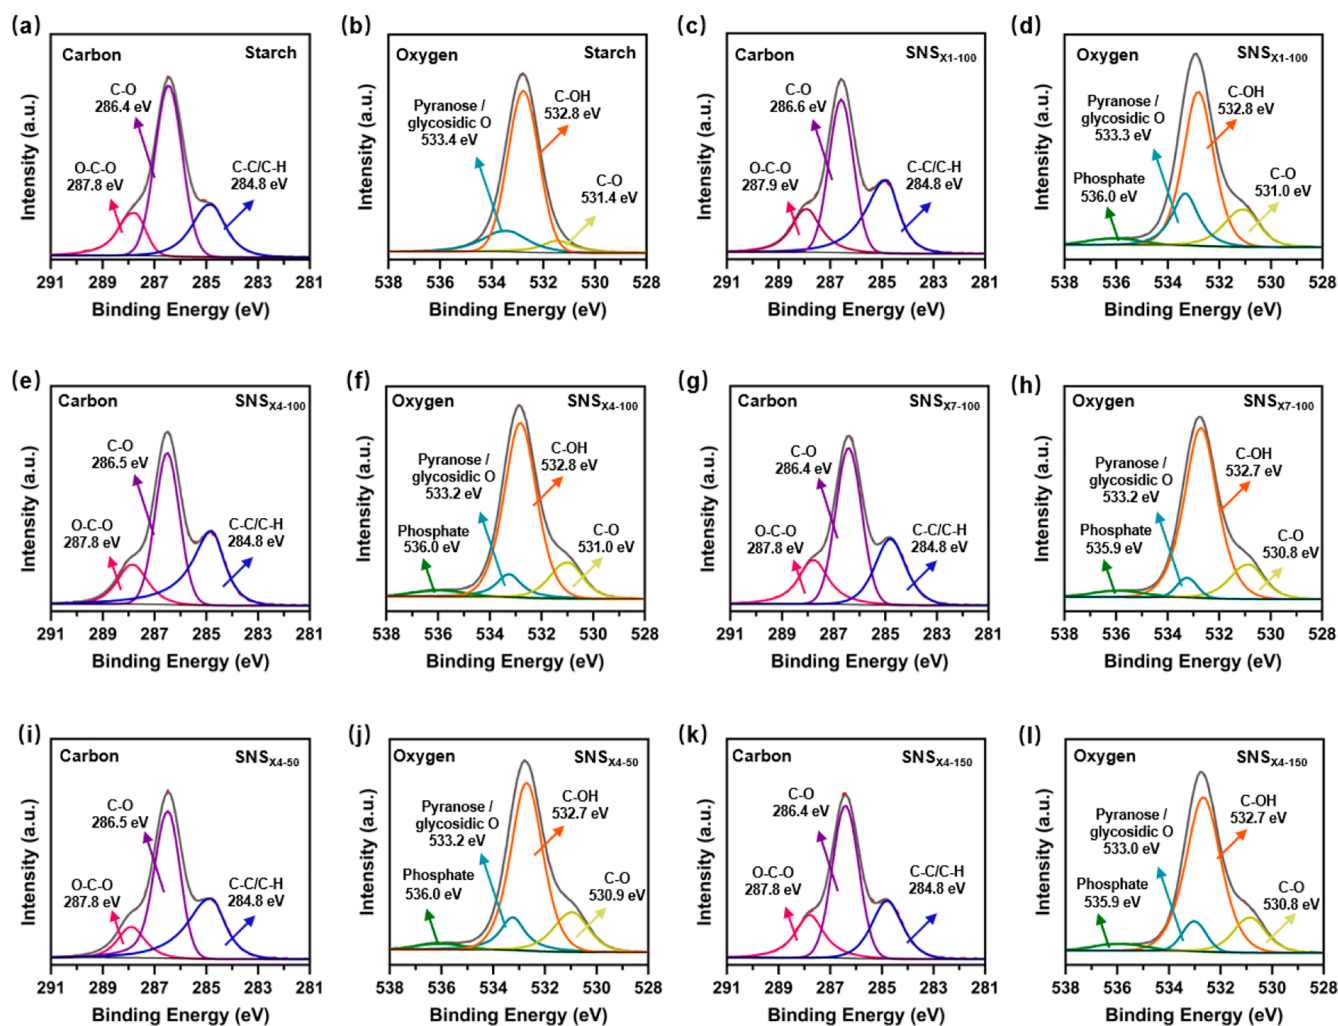 (a)
Carbon Starch
C-O
286.4 eV
O-C-O
287.8 eV
C-C/C-H
284.8 eV
Intensity (a.u.)
291 289 287 285 283 281
Binding Energy (eV)
(b)
Oxygen Starch
Pyranose /
glycosidic O
533.4 eV
C-OH
532.8 eV
C-O
531.4 eV
Intensity (a.u.)
538 536 534 532 530 528
Binding Energy (eV)
(c)
Carbon SNSX1-100
C-O
286.6 eV
O-C-O
287.9 eV
C-C/C-H
284.8 eV
Intensity (a.u.)
291 289 287 285 283 281
Binding Energy (eV)
(d)
Oxygen SNSX1-100
Pyranose /
glycosidic O
533.3 eV
C-OH
532.8 eV
Phosphate
536.0 eV
C-O
531.0 eV
Intensity (a.u.)
538 536 534 532 530 528
Binding Energy (eV)
(e)
Carbon SNSX4-100
C-O
286.5 eV
O-C-O
287.8 eV
C-C/C-H
284.8 eV
Intensity (a.u.)
291 289 287 285 283 281
Binding Energy (eV)
(f)
Oxygen SNSX4-100
Pyranose /
glycosidic O
533.2 eV
C-OH
532.8 eV
Phosphate
536.0 eV
C-O
531.0 eV
Intensity (a.u.)
538 536 534 532 530 528
Binding Energy (eV)
(g)
Carbon SNSX7-100
C-O
286.4 eV
O-C-O
287.8 eV
C-C/C-H
284.8 eV
Intensity (a.u.)
291 289 287 285 283 281
Binding Energy (eV)
(h)
Oxygen SNSX7-100
Pyranose /
glycosidic O
533.2 eV
C-OH
532.7 eV
Phosphate
535.9 eV
C-O
530.8 eV
Intensity (a.u.)
538 536 534 532 530 528
Binding Energy (eV)
(i)
Carbon SNSX4-50
C-O
286.5 eV
O-C-O
287.8 eV
C-C/C-H
284.8 eV
Intensity (a.u.)
291 289 287 285 283 281
Binding Energy (eV)
(j)
Oxygen SNSX4-50
Pyranose /
glycosidic O
533.2 eV
C-OH
532.7 eV
Phosphate
536.0 eV
C-O
530.9 eV
Intensity (a.u.)
538 536 534 532 530 528
Binding Energy (eV)
(k)
Carbon SNSX4-150
C-O
286.4 eV
O-C-O
287.8 eV
C-C/C-H
284.8 eV
Intensity (a.u.)
291 289 287 285 283 281
Binding Energy (eV)
(l)
Oxygen SNSX4-150
Pyranose /
glycosidic O
533.0 eV
C-OH
532.7 eV
Phosphate
535.9 eV
C-O
530.8 eV
Intensity (a.u.)
538 536 534 532 530 528
Binding Energy (eV)